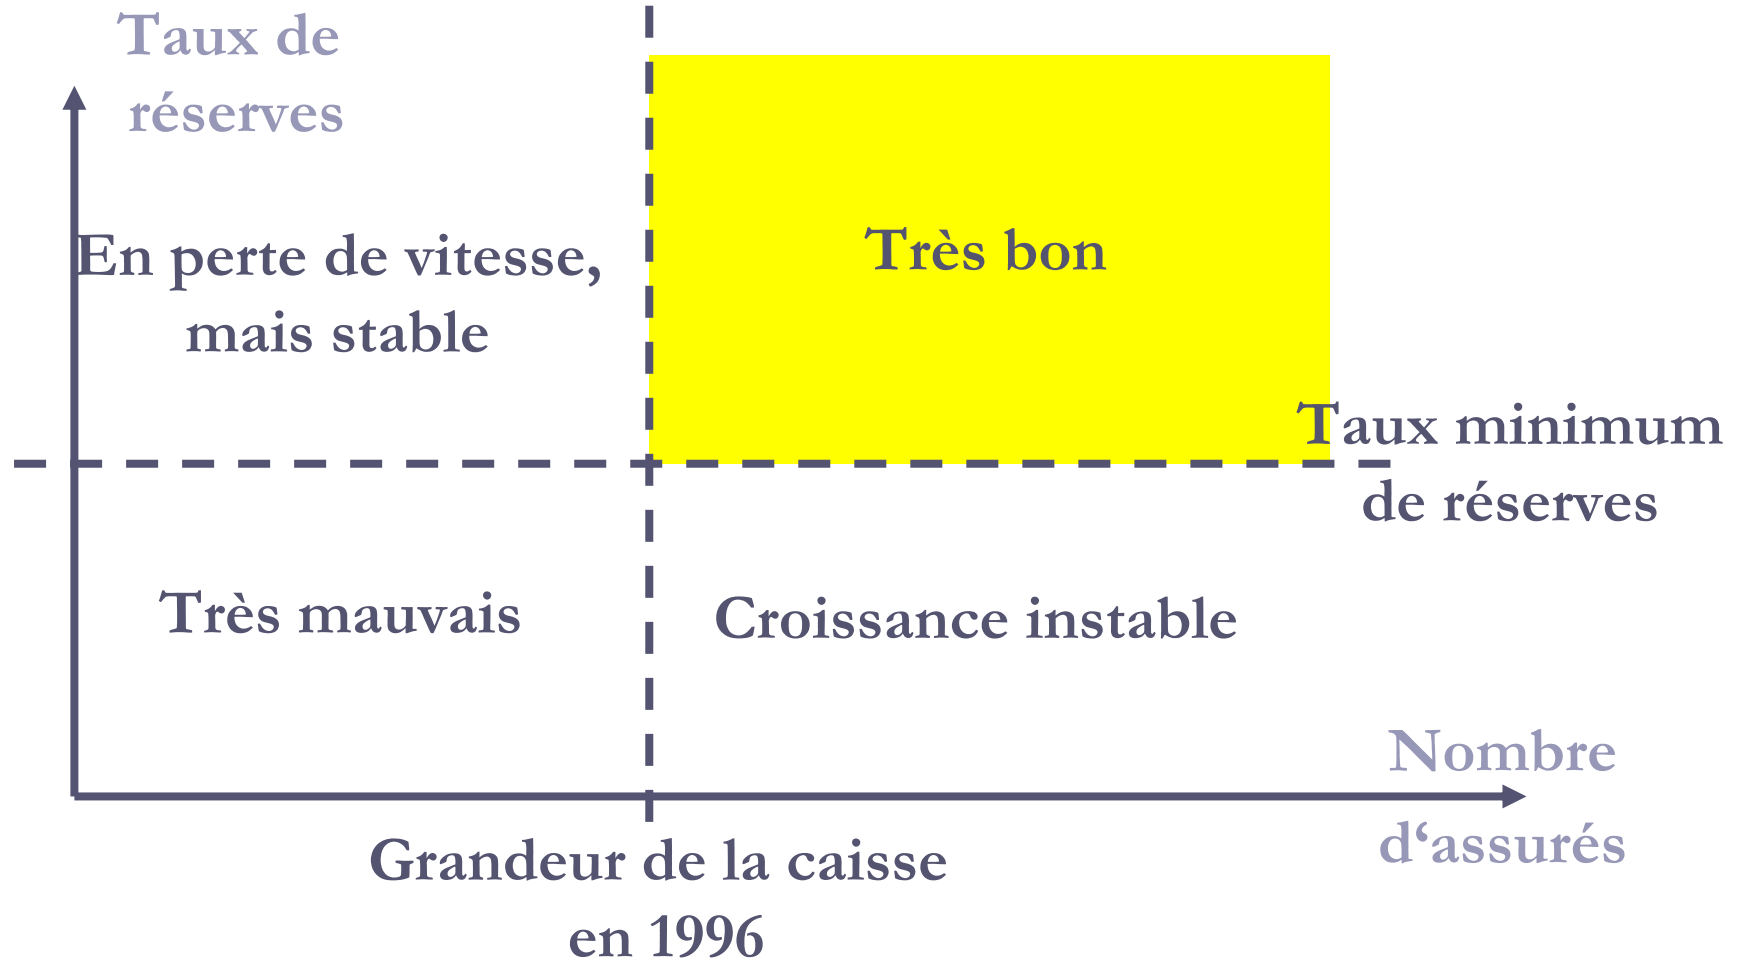 Taux de
réserves
En perte de vitesse,
mais stable
Très bon
Taux minimum
de réserves
Très mauvais
Croissance instable
Nombre
d‘assurés
Grandeur de la caisse
en 1996